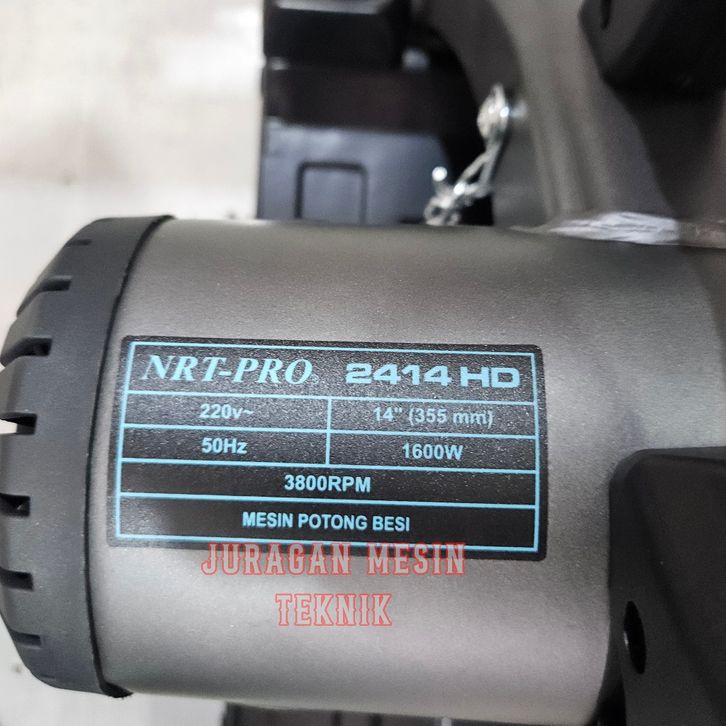 NRT-PRO 2414 HD
220v~ 14" (355 mm)
50Hz 1600W
3800RPM
MESIN POTONG BESI
JURAGAN MESIN
TEKNIK